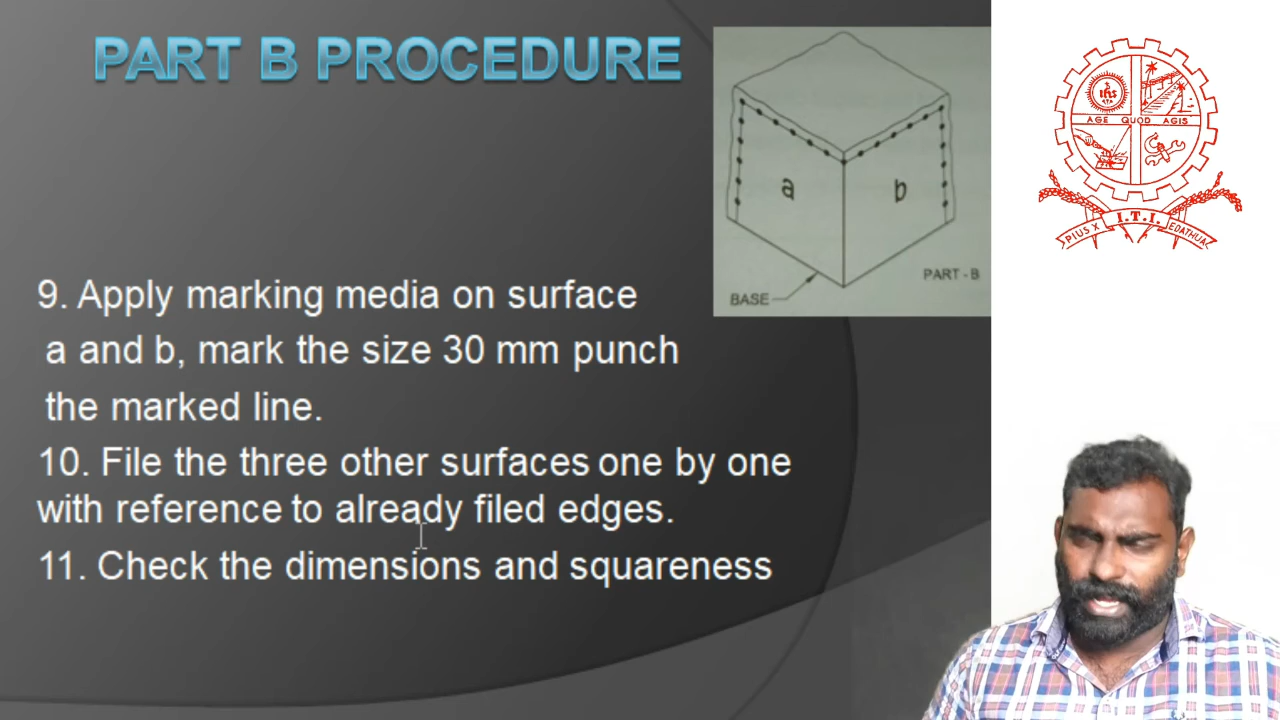 PART B PROCEDURE
a
b
PART - B
BASE
9. Apply marking media on surface
a and b, mark the size 30 mm punch
the marked line.
10. File the three other surfaces one by one
with reference to already filed edges.
11. Check the dimensions and squareness
IHS
AGE QUOD AGIS
PIUS X I.T.I. EDATHUA